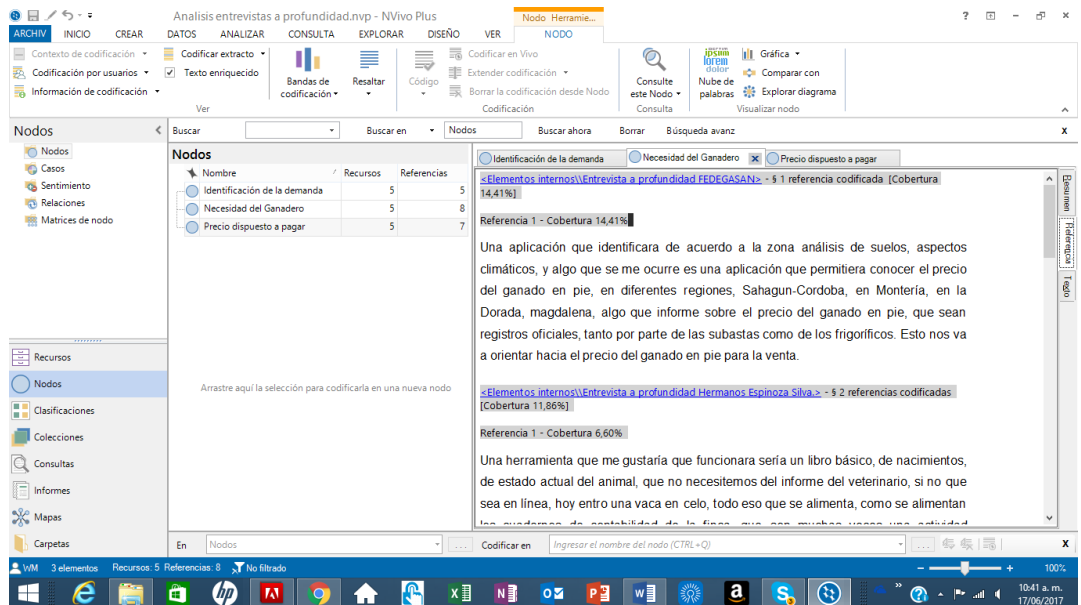 Analisis entrevistas a profundidad.nvp - NVivo Plus
Nodo Herramie...
ARCHIV INICIO CREAR DATOS ANALIZAR CONSULTA EXPLORAR DISEÑO VER NODO
Contexto de codificación
Codificación por usuarios
Información de codificación
Codificar extracto
Texto enriquecido
Ver
Bandas de codificación
Resaltar
Código
Codificar en Vivo
Extender codificación
Borrar la codificación desde Nodo
Codificación
Consulte este Nodo
Consulta
ipsum
lorem
dolor
Nube de palabras
Gráfica
Comparar con
Explorar diagrama
Visualizar nodo
Nodos
Buscar Buscar en Nodos Buscar ahora Borrar Búsqueda avanz x
Nodos
Casos
Sentimiento
Relaciones
Matrices de nodo
Recursos
Nodos
Clasificaciones
Colecciones
Consultas
Informes
Mapas
Carpetas
Nodos
Nombre Recursos Referencias
Identificación de la demanda 5 5
Necesidad del Ganadero 5 8
Precio dispuesto a pagar 5 7
Arrastre aquí la selección para codificarla en una nueva nodo
Identificación de la demanda Necesidad del Ganadero Precio dispuesto a pagar
<Elementos internos\\Entrevista a profundidad FEDEGASAN> - § 1 referencia codificada [Cobertura
14,41%]
Referencia 1 - Cobertura 14,41%
Una aplicación que identificara de acuerdo a la zona análisis de suelos, aspectos
climáticos, y algo que se me ocurre es una aplicación que permitiera conocer el precio
del ganado en pie, en diferentes regiones, Sahagun-Cordoba, en Montería, en la
Dorada, magdalena, algo que informe sobre el precio del ganado en pie, que sean
registros oficiales, tanto por parte de las subastas como de los frigoríficos. Esto nos va
a orientar hacia el precio del ganado en pie para la venta.
<Elementos internos\\Entrevista a profundidad Hermanos Espinoza Silva.> - § 2 referencias codificadas
[Cobertura 11,86%]
Referencia 1 - Cobertura 6,60%
Una herramienta que me gustaría que funcionara sería un libro básico, de nacimientos,
de estado actual del animal, que no necesitemos del informe del veterinario, si no que
sea en línea, hoy entro una vaca en celo, todo eso que se alimenta, como se alimentan
Resumen
Referencia
Texto
En Nodos ... Codificar en Ingresar el nombre del nodo (CTRL+Q) ... x
WM 3 elementos Recursos: 5 Referencias: 8 No filtrado 100%
10:41 a. m.
17/06/2017